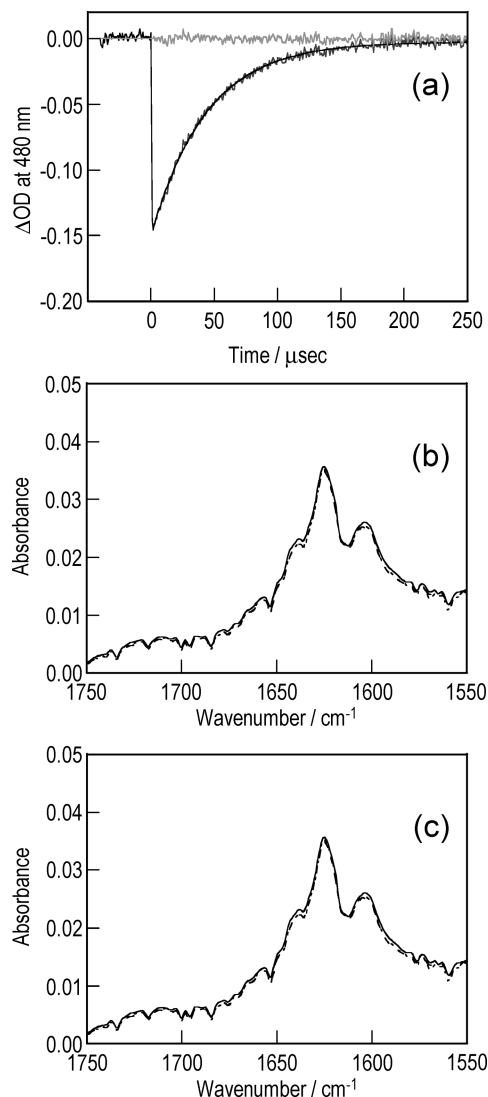 0.00
-0.05
-0.10
-0.15
-0.20
ΔOD at 480 nm
(a)
0 50 100 150 200 250
Time / μsec
0.05
0.04
0.03
0.02
0.01
0.00
Absorbance
(b)
1750 1700 1650 1600 1550
Wavenumber / cm⁻¹
0.05
0.04
0.03
0.02
0.01
0.00
Absorbance
(c)
1750 1700 1650 1600 1550
Wavenumber / cm⁻¹